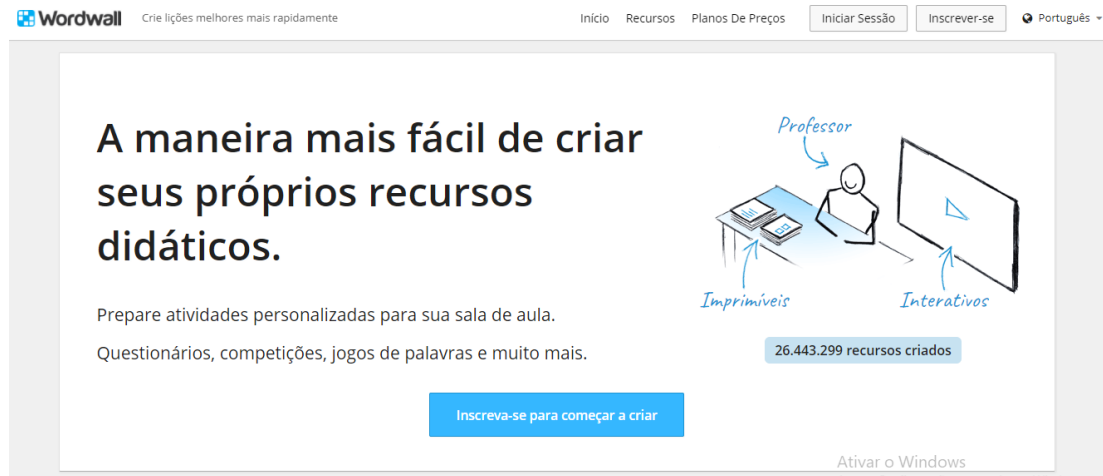 Wordwall Crie lições melhores mais rapidamente Início Recursos Planos De Preços Iniciar Sessão Inscrever-se Português
A maneira mais fácil de criar
seus próprios recursos
didáticos.
Prepare atividades personalizadas para sua sala de aula.
Questionários, competições, jogos de palavras e muito mais.
Professor
Imprimíveis
Interativos
26.443.299 recursos criados
Inscreva-se para começar a criar
Ativar o Windows